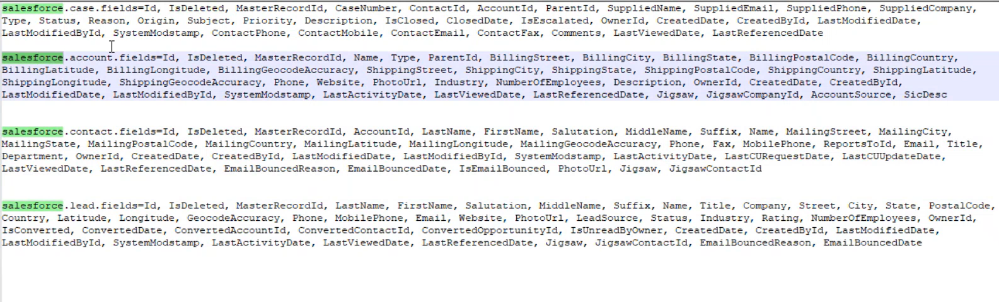 salesforce.case.fields=Id, IsDeleted, MasterRecordId, CaseNumber, ContactId, AccountId, ParentId, SuppliedName, SuppliedEmail, SuppliedPhone, SuppliedCompany,
Type, Status, Reason, Origin, Subject, Priority, Description, IsClosed, ClosedDate, IsEscalated, OwnerId, CreatedDate, CreatedById, LastModifiedDate,
LastModifiedById, SystemModstamp, ContactPhone, ContactMobile, ContactEmail, ContactFax, Comments, LastViewedDate, LastReferencedDate
salesforce.account.fields=Id, IsDeleted, MasterRecordId, Name, Type, ParentId, BillingStreet, BillingCity, BillingState, BillingPostalCode, BillingCountry,
BillingLatitude, BillingLongitude, BillingGeocodeAccuracy, ShippingStreet, ShippingCity, ShippingState, ShippingPostalCode, ShippingCountry, ShippingLatitude,
ShippingLongitude, ShippingGeocodeAccuracy, Phone, Website, PhotoUrl, Industry, NumberOfEmployees, Description, OwnerId, CreatedDate, CreatedById,
LastModifiedDate, LastModifiedById, SystemModstamp, LastActivityDate, LastViewedDate, LastReferencedDate, Jigsaw, JigsawCompanyId, AccountSource, SicDesc
salesforce.contact.fields=Id, IsDeleted, MasterRecordId, AccountId, LastName, FirstName, Salutation, MiddleName, Suffix, Name, MailingStreet, MailingCity,
MailingState, MailingPostalCode, MailingCountry, MailingLatitude, MailingLongitude, MailingGeocodeAccuracy, Phone, Fax, MobilePhone, ReportsToId, Email, Title,
Department, OwnerId, CreatedDate, CreatedById, LastModifiedDate, LastModifiedById, SystemModstamp, LastActivityDate, LastCURequestDate, LastCUUpdateDate,
LastViewedDate, LastReferencedDate, EmailBouncedReason, EmailBouncedDate, IsEmailBounced, PhotoUrl, Jigsaw, JigsawContactId
salesforce.lead.fields=Id, IsDeleted, MasterRecordId, LastName, FirstName, Salutation, MiddleName, Suffix, Name, Title, Company, Street, City, State, PostalCode,
Country, Latitude, Longitude, GeocodeAccuracy, Phone, MobilePhone, Email, Website, PhotoUrl, LeadSource, Status, Industry, Rating, NumberOfEmployees, OwnerId,
IsConverted, ConvertedDate, ConvertedAccountId, ConvertedContactId, ConvertedOpportunityId, IsUnreadByOwner, CreatedDate, CreatedById, LastModifiedDate,
LastModifiedById, SystemModstamp, LastActivityDate, LastViewedDate, LastReferencedDate, Jigsaw, JigsawContactId, EmailBouncedReason, EmailBouncedDate